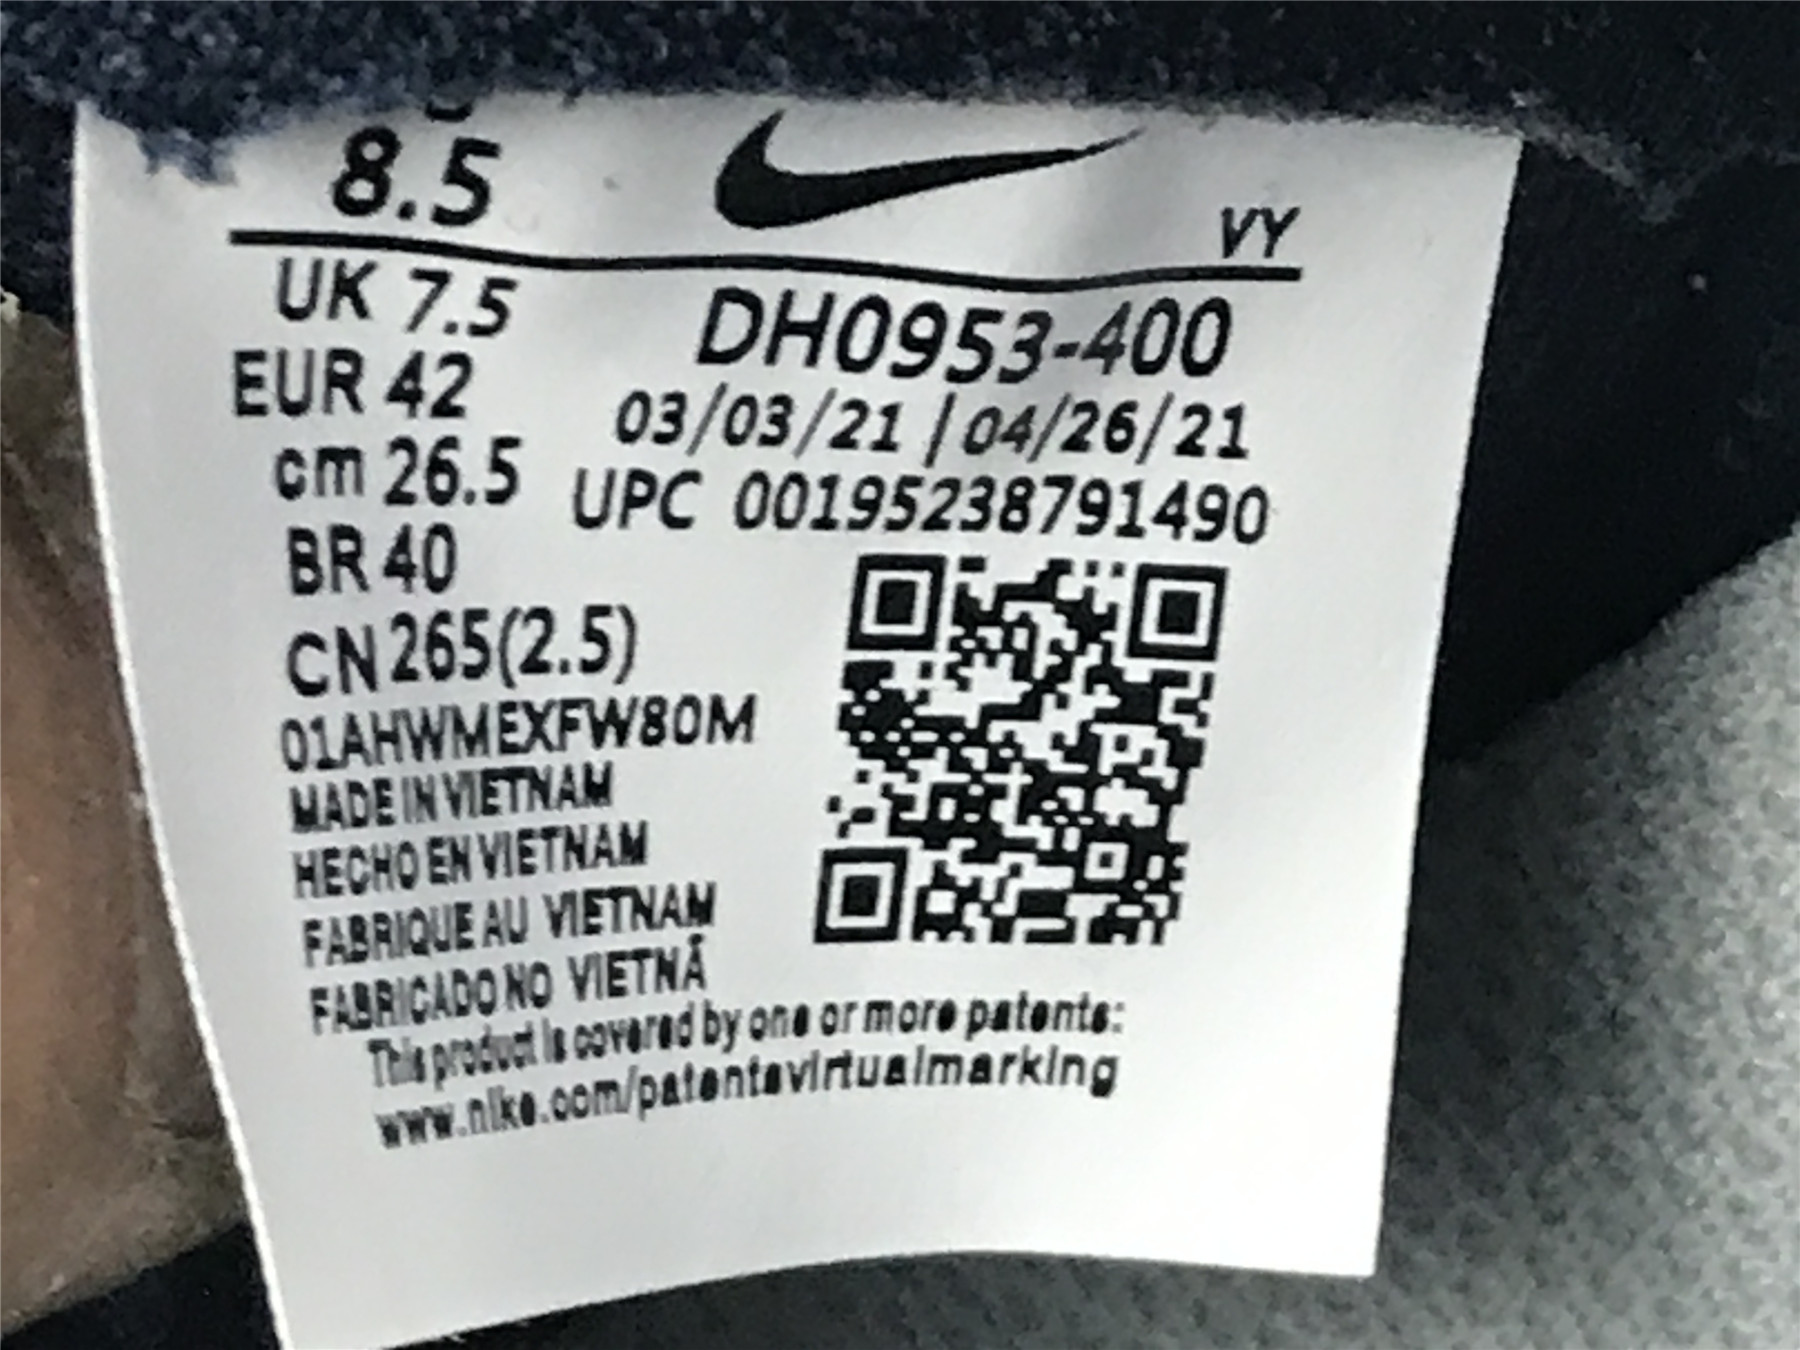 8.5
VY
UK 7.5
DH0953-400
EUR 42
03/03/21 | 04/26/21
cm 26.5
UPC 00195238791490
BR 40
CN 265(2.5)
01AHWMEXFW80M
MADE IN VIETNAM
HECHO EN VIETNAM
FABRIQUE AU VIETNAM
FABRICADO NO VIETNÃ
This product is covered by one or more patents:
www.nike.com/patentsvirtualmarking